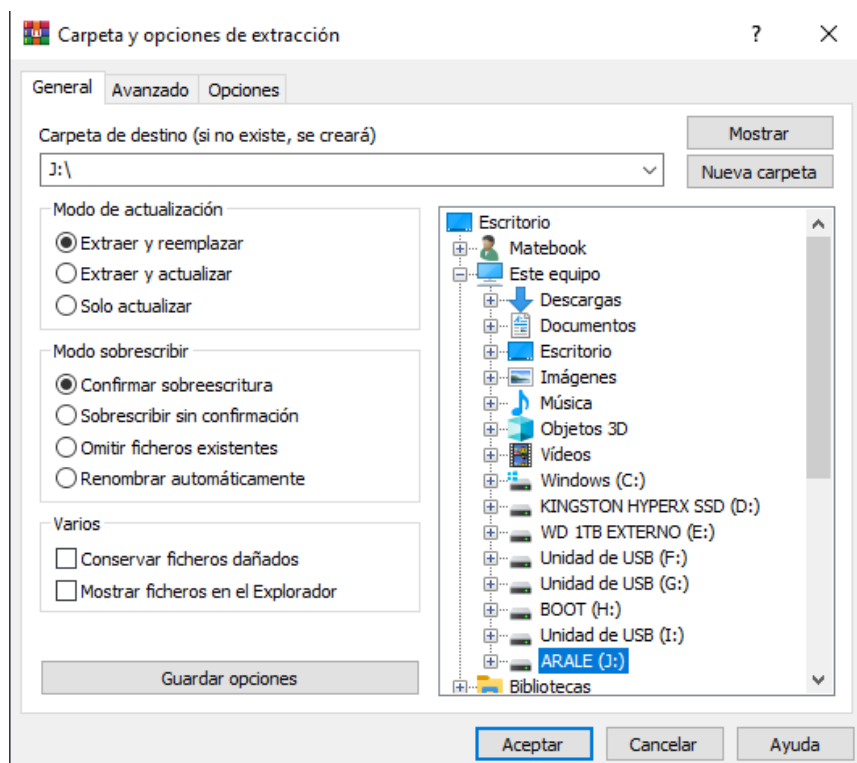 Carpeta y opciones de extracción
?
General Avanzado Opciones
Carpeta de destino (si no existe, se creará)
Mostrar
J:\
Nueva carpeta
Modo de actualización
Extraer y reemplazar
Extraer y actualizar
Solo actualizar
Modo sobrescribir
Confirmar sobreescritura
Sobrescribir sin confirmación
Omitir ficheros existentes
Renombrar automáticamente
Varios
Conservar ficheros dañados
Mostrar ficheros en el Explorador
Guardar opciones
Escritorio
Matebook
Este equipo
Descargas
Documentos
Escritorio
Imágenes
Música
Objetos 3D
Vídeos
Windows (C:)
KINGSTON HYPERX SSD (D:)
WD 1TB EXTERNO (E:)
Unidad de USB (F:)
Unidad de USB (G:)
BOOT (H:)
Unidad de USB (I:)
ARALE (J:)
Bibliotecas
Aceptar Cancelar Ayuda